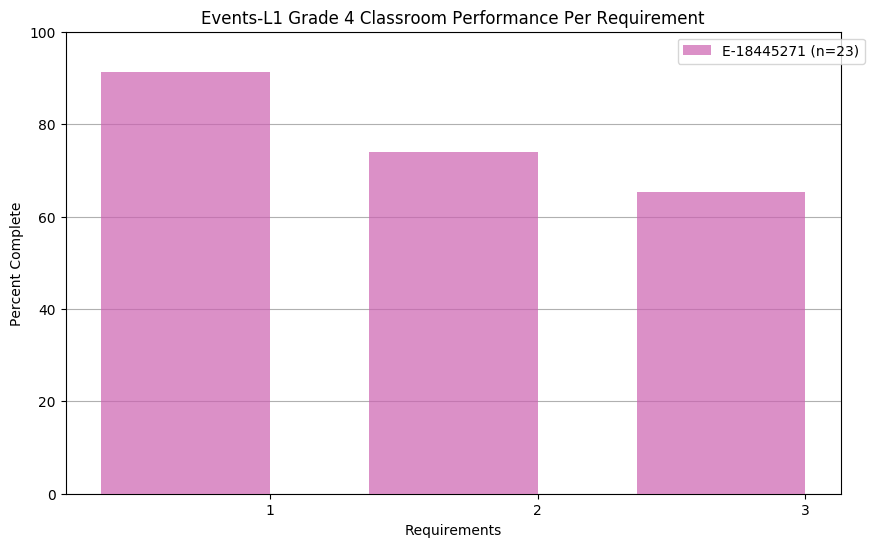 Events-L1 Grade 4 Classroom Performance Per Requirement
E-18445271 (n=23)
Percent Complete
100
80
60
40
20
0
1 2 3
Requirements